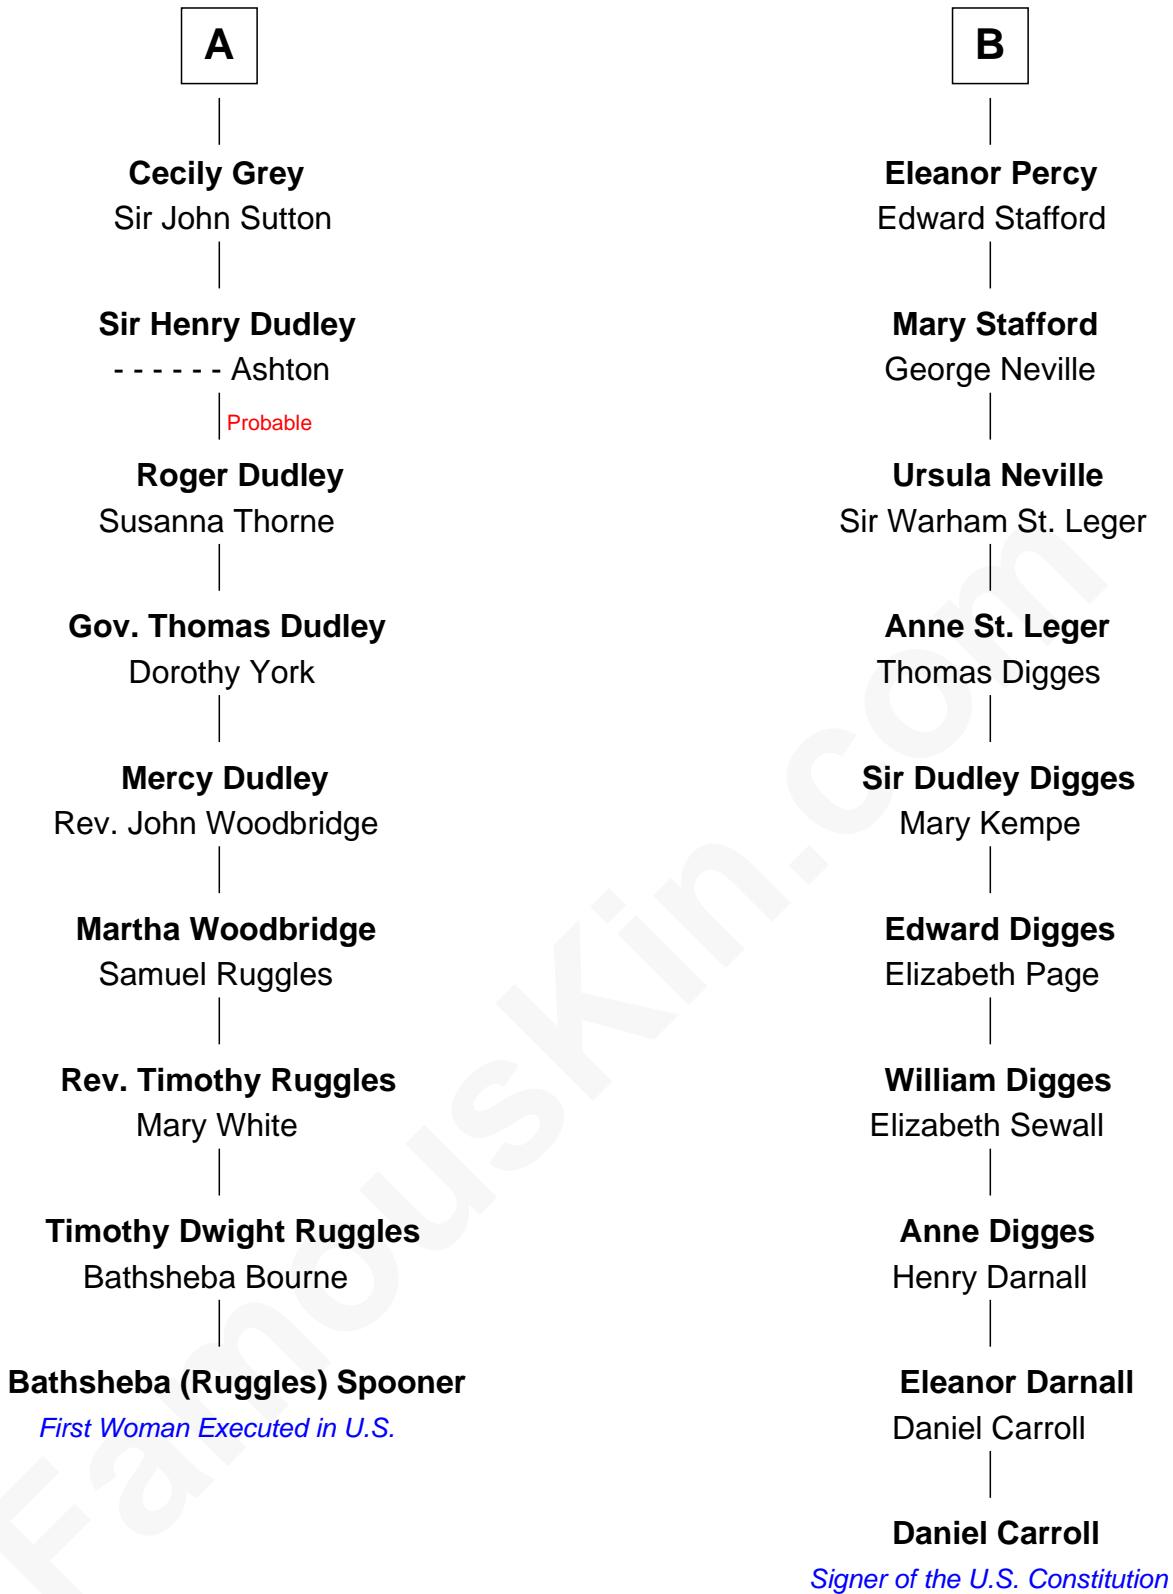 A
Cecily Grey
Sir John Sutton
Sir Henry Dudley
- - - - - - Ashton
Probable
Roger Dudley
Susanna Thorne
Gov. Thomas Dudley
Dorothy York
Mercy Dudley
Rev. John Woodbridge
Martha Woodbridge
Samuel Ruggles
Rev. Timothy Ruggles
Mary White
Timothy Dwight Ruggles
Bathsheba Bourne
Bathsheba (Ruggles) Spooner
First Woman Executed in U.S.
B
Eleanor Percy
Edward Stafford
Mary Stafford
George Neville
Ursula Neville
Sir Warham St. Leger
Anne St. Leger
Thomas Digges
Sir Dudley Digges
Mary Kempe
Edward Digges
Elizabeth Page
William Digges
Elizabeth Sewall
Anne Digges
Henry Darnall
Eleanor Darnall
Daniel Carroll
Daniel Carroll
Signer of the U.S. Constitution
FamousKin.com